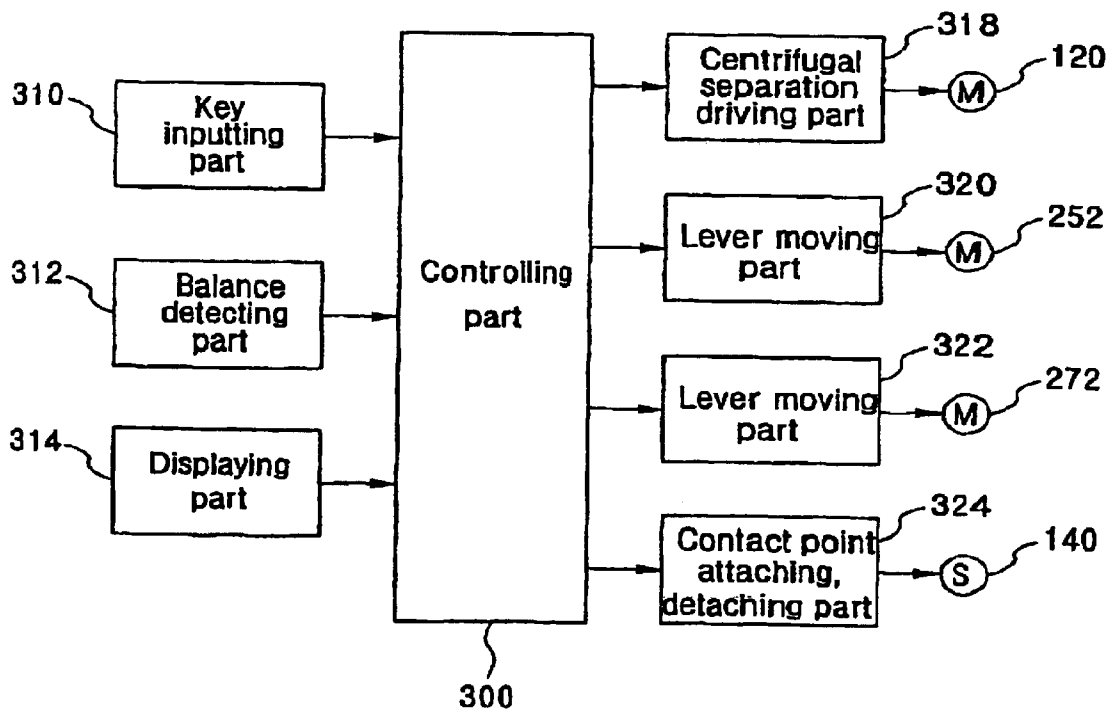 310
Key
inputting
part
312
Balance
detecting
part
314
Displaying
part
Controlling
part
300
318
Centrifugal
separation
driving part
M
120
320
Lever moving
part
M
252
322
Lever moving
part
M
272
324
Contact point
attaching,
detaching part
S
140